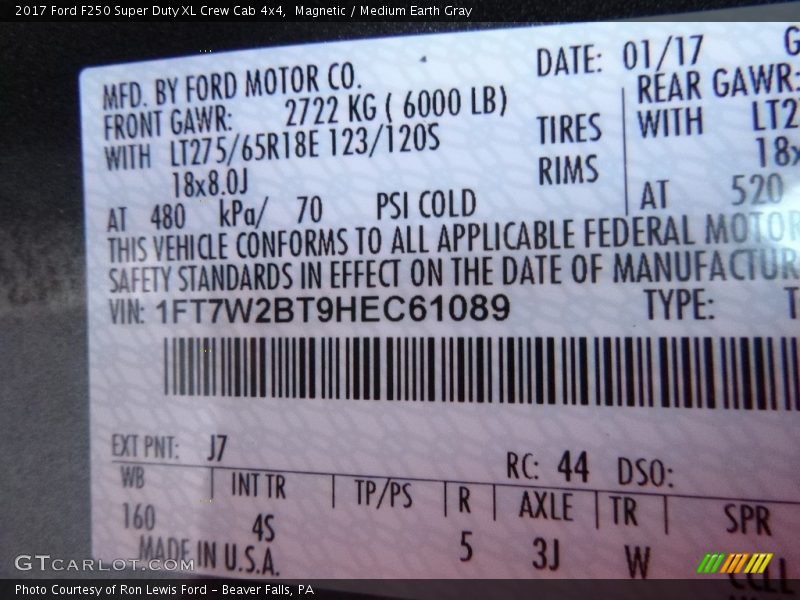 2017 Ford F250 Super Duty XL Crew Cab 4x4,  Magnetic / Medium Earth Gray
MFD. BY FORD MOTOR CO.
DATE: 01/17
FRONT GAWR: 2722 KG ( 6000 LB)
REAR GAWR:
WITH LT275/65R18E 123/120S
TIRES
WITH LT2
18x8.0J
RIMS
18x
AT 480 kPa/ 70 PSI COLD
AT 520
THIS VEHICLE CONFORMS TO ALL APPLICABLE FEDERAL MOTOR
SAFETY STANDARDS IN EFFECT ON THE DATE OF MANUFACTUR
VIN: 1FT7W2BT9HEC61089
TYPE: T
EXT PNT: J7
RC: 44 DSO:
WB INT TR TP/PS R AXLE TR SPR
160 4S 5 3J W
MADE IN U.S.A.
GTCARLOT.COM
Photo Courtesy of Ron Lewis Ford - Beaver Falls, PA